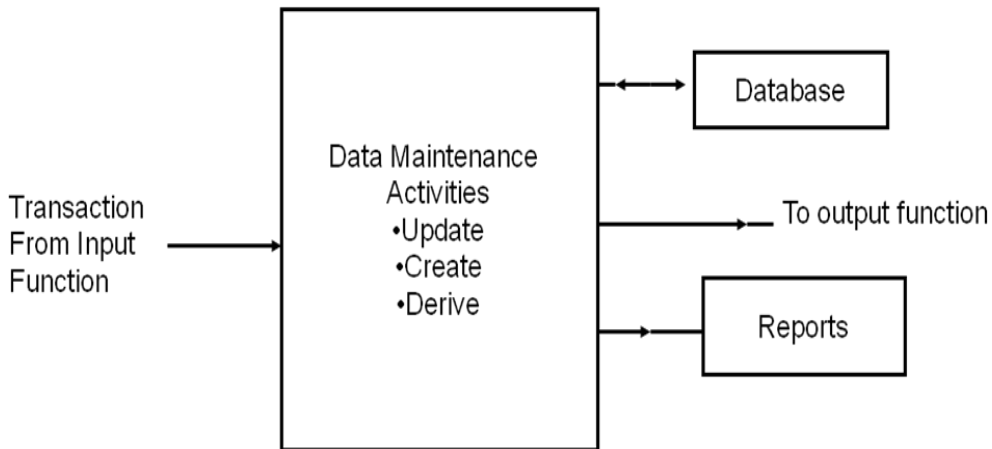 Transaction
From Input
Function
Data Maintenance
Activities
•Update
•Create
•Derive
Database
To output function
Reports